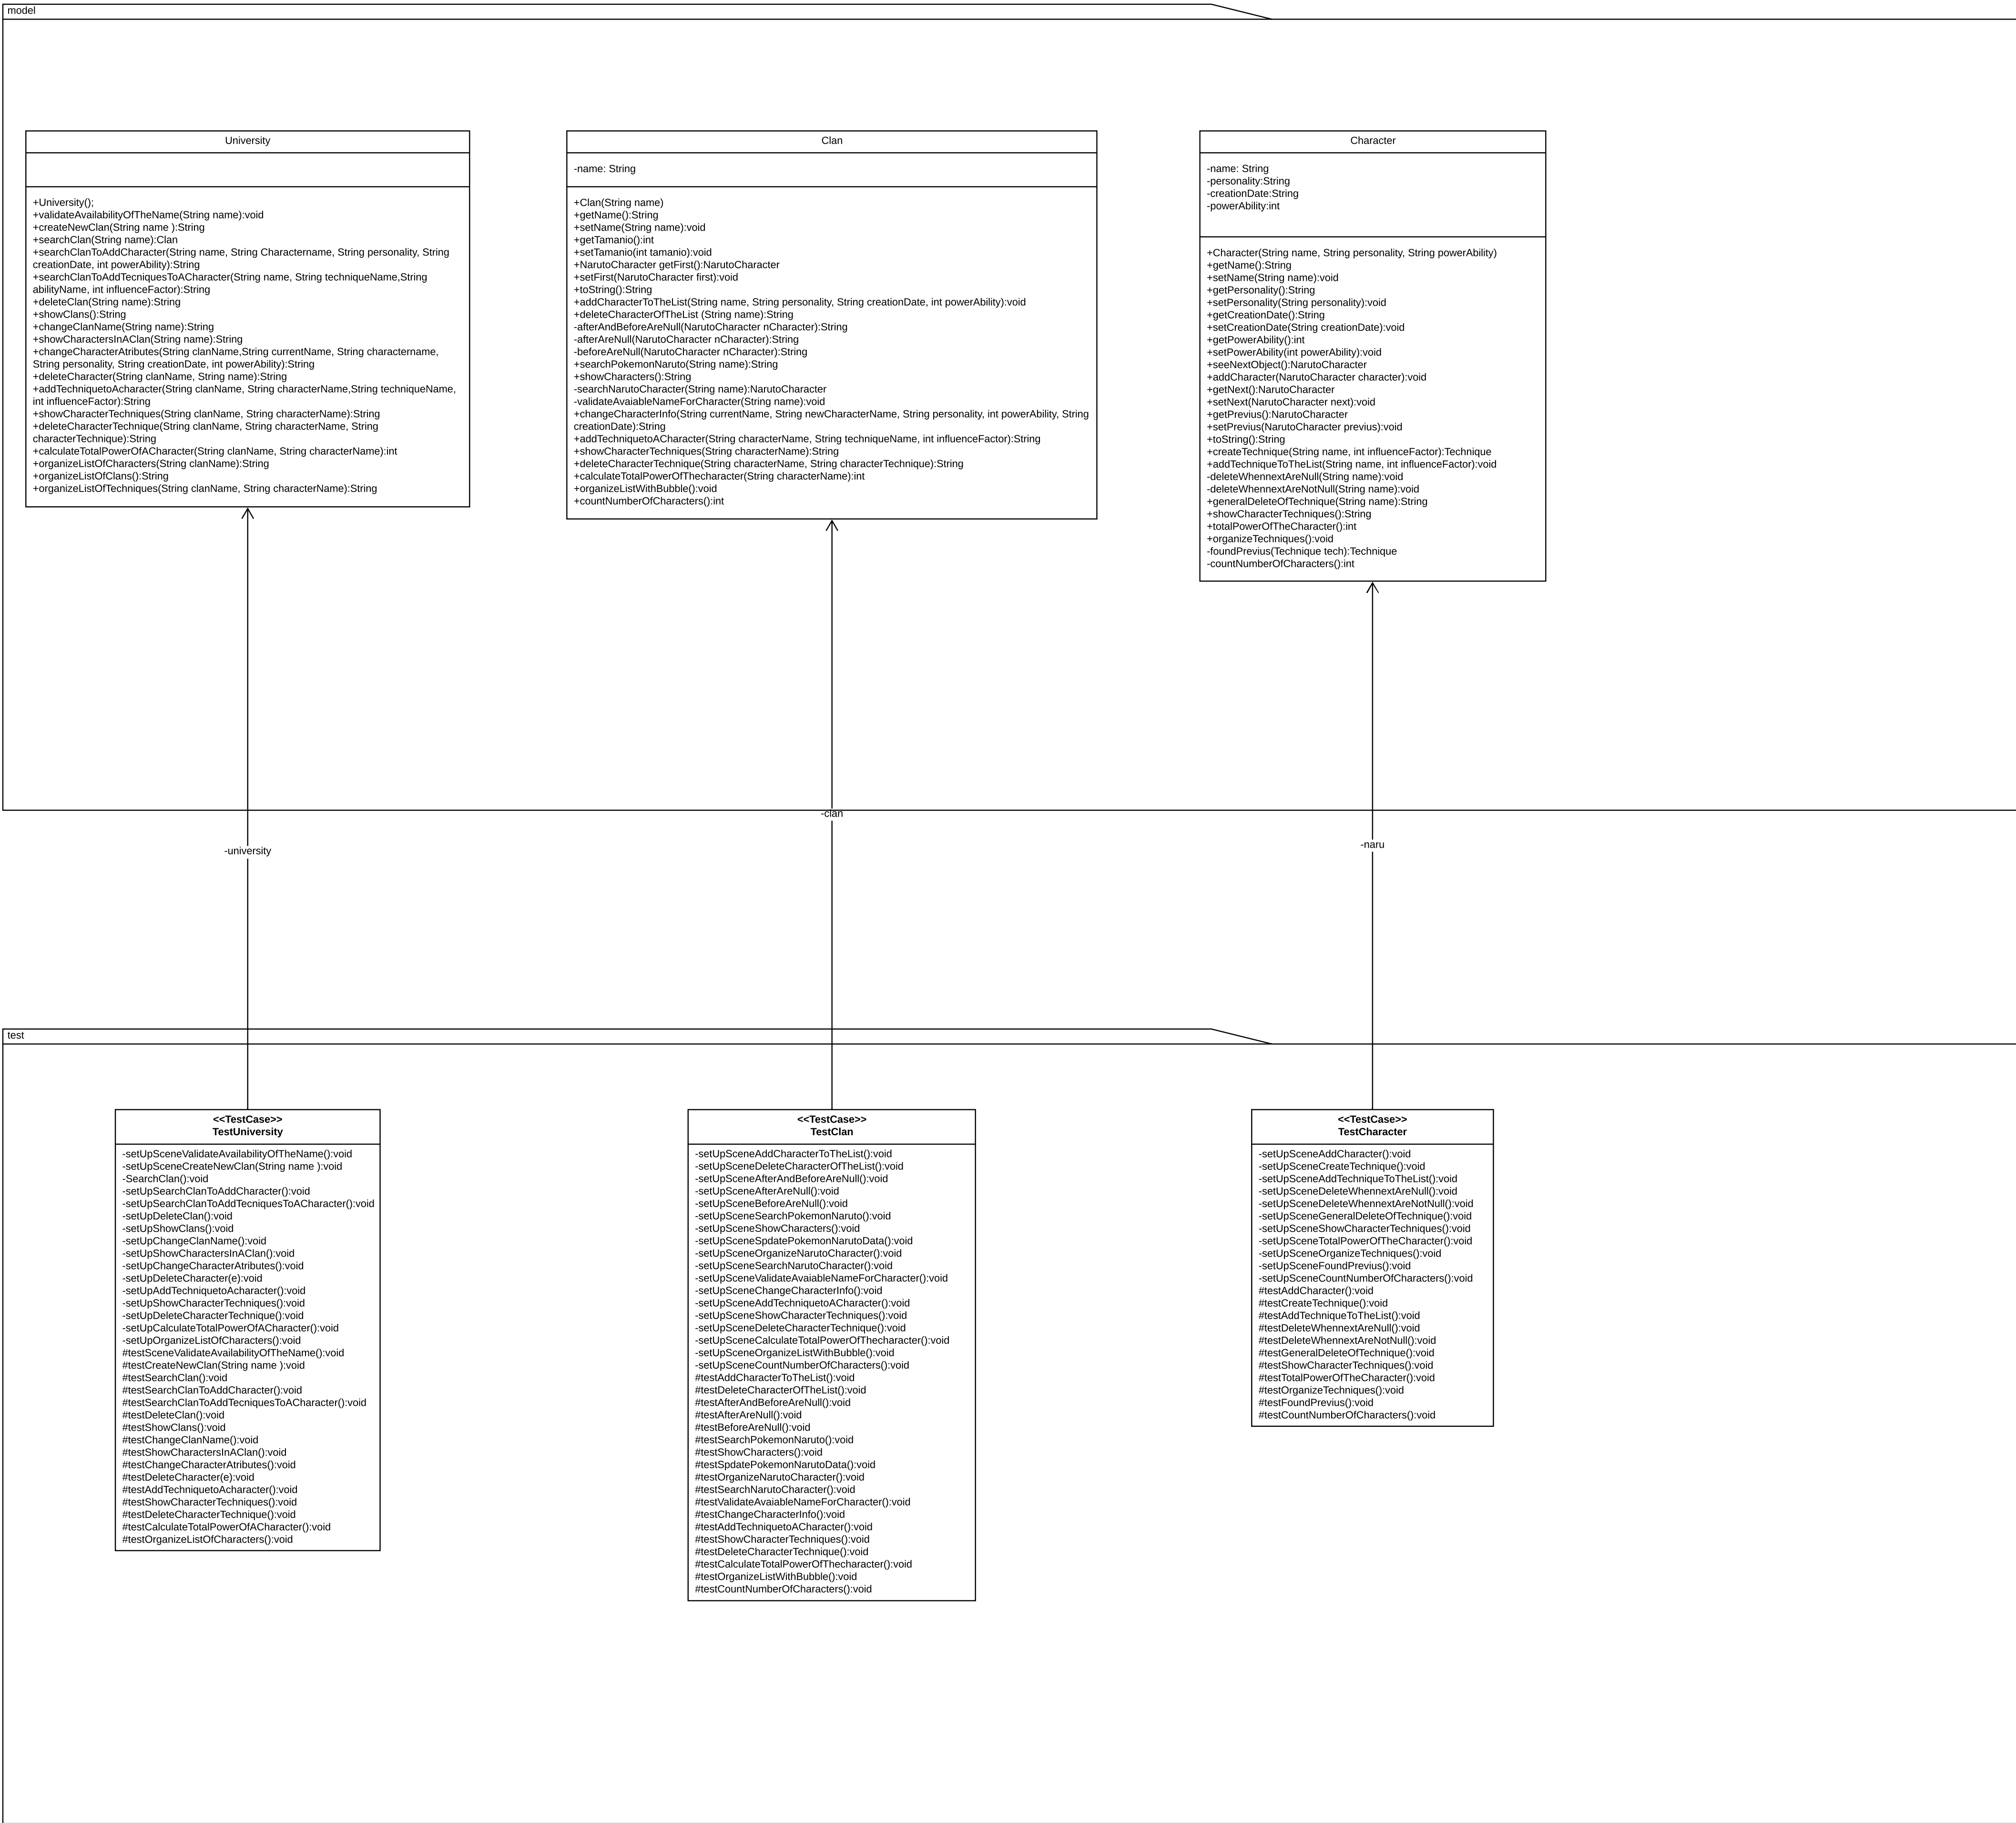 model
University
+University();
+validateAvailabilityOfTheName(String name):void
+createNewClan(String name ):String
+searchClan(String name):Clan
+searchClanToAddCharacter(String name, String Charactername, String personality, String
creationDate, int powerAbility):String
+searchClanToAddTecniquesToACharacter(String name, String techniqueName,String
abilityName, int influenceFactor):String
+deleteClan(String name):String
+showClans():String
+changeClanName(String name):String
+showChartersInAClan(String name):String
+changeCharacterAtributes(String clanName,String currentName, String charactername,
String personality, String creationDate, int powerAbility):String
+deleteCharacter(String clanName, String name):String
+addTechniquetoAcharacter(String clanName, String characterName,String techniqueName,
int influenceFactor):String
+showCharacterTechniques(String clanName, String characterName):String
+deleteCharacterTechnique(String clanName, String characterName, String
characterTechnique):String
+calculateTotalPowerOfACharacter(String clanName, String characterName):int
+organizeListOfCharacters(String clanName):String
+organizeListOfClans():String
+organizeListOfTechniques(String clanName, String characterName):String
Clan
-name: String
+Clan(String name)
+getName():String
+setName(String name):void
+getTamanio():int
+setTamanio(int tamanio):void
+NarutoCharacter getFirst():NarutoCharacter
+setFirst(NarutoCharacter first):void
+toString():String
+addCharacterToTheList(String name, String personality, String creationDate, int powerAbility):void
+deleteCharacterOfTheList (String name):String
-afterAndBeforeAreNull(NarutoCharacter nCharacter):String
-afterAreNull(NarutoCharacter nCharacter):String
-beforeAreNull(NarutoCharacter nCharacter):String
+searchPokemonNaruto(String name):String
+showCharacters():String
-searchNarutoCharacter(String name):NarutoCharacter
-validateAvaiableNameForCharacter(String name):void
+changeCharacterInfo(String currentName, String newCharacterName, String personality, int powerAbility, String
creationDate):String
+addTechniquetoACharacter(String characterName, String techniqueName, int influenceFactor):String
+showCharacterTechniques(String characterName):String
+deleteCharacterTechnique(String characterName, String characterTechnique):String
+calculateTotalPowerOfThecharacter(String characterName):int
+organizeListWithBubble():void
+countNumberOfCharacters():int
Character
-name: String
-personality:String
-creationDate:String
-powerAbility:int
+Character(String name, String personality, String powerAbility)
+getName():String
+setName(String name):void
+getPersonality():String
+setPersonality(String personality):void
+getCreationDate():String
+setCreationDate(String creationDate):void
+getPowerAbility():int
+setPowerAbility(int powerAbility):void
+seeNextObject():NarutoCharacter
+addCharacter(NarutoCharacter character):void
+getNext():NarutoCharacter
+setNext(NarutoCharacter next):void
+getPrevius():NarutoCharacter
+setPrevius(NarutoCharacter previus):void
+toString():String
+createTechnique(String name, int influenceFactor):Technique
+addTechniqueToTheList(String name, int influenceFactor):void
-deleteWhennextAreNull(String name):void
-deleteWhennextAreNotNull(String name):void
+generalDeleteOfTechnique(String name):String
+showCharacterTechniques():String
+totalPowerOfTheCharacter():int
+organizeTechniques():void
-foundPrevius(Technique tech):Technique
-countNumberOfCharacters():int
-university
-clan
-naru
test
<<TestCase>>
TestUniversity
-setUpSceneValidateAvailabilityOfTheName():void
-setUpSceneCreateNewClan(String name ):void
-SearchClan():void
-setUpSearchClanToAddCharacter():void
-setUpSearchClanToAddTecniquesToACharacter():void
-setUpDeleteClan():void
-setUpShowClans():void
-setUpChangeClanName():void
-setUpShowChartersInAClan():void
-setUpChangeCharacterAtributes():void
-setUpDeleteCharacter(e):void
-setUpAddTechniquetoAcharacter():void
-setUpShowCharacterTechniques():void
-setUpDeleteCharacterTechnique():void
-setUpCalculateTotalPowerOfACharacter():void
-setUpOrganizeListOfCharacters():void
#testSceneValidateAvailabilityOfTheName():void
#testCreateNewClan(String name ):void
#testSearchClan():void
#testSearchClanToAddCharacter():void
#testSearchClanToAddTecniquesToACharacter():void
#testDeleteClan():void
#testShowClans():void
#testChangeClanName():void
#testShowChartersInAClan():void
#testChangeCharacterAtributes():void
#testDeleteCharacter(e):void
#testAddTechniquetoAcharacter():void
#testShowCharacterTechniques():void
#testDeleteCharacterTechnique():void
#testCalculateTotalPowerOfACharacter():void
#testOrganizeListOfCharacters():void
<<TestCase>>
TestClan
-setUpSceneAddCharacterToTheList():void
-setUpSceneDeleteCharacterOfTheList():void
-setUpSceneAfterAndBeforeAreNull():void
-setUpSceneAfterAreNull():void
-setUpSceneBeforeAreNull():void
-setUpSceneSearchPokemonNaruto():void
-setUpSceneShowCharacters():void
-setUpSceneSpdatePokemonNarutoData():void
-setUpSceneOrganizeNarutoCharacter():void
-setUpSceneSearchNarutoCharacter():void
-setUpSceneValidateAvaiableNameForCharacter():void
-setUpSceneChangeCharacterInfo():void
-setUpSceneAddTechniquetoACharacter():void
-setUpSceneShowCharacterTechniques():void
-setUpSceneDeleteCharacterTechnique():void
-setUpSceneCalculateTotalPowerOfThecharacter():void
-setUpSceneOrganizeListWithBubble():void
-setUpSceneCountNumberOfCharacters():void
#testAddCharacterToTheList():void
#testDeleteCharacterOfTheList():void
#testAfterAndBeforeAreNull():void
#testAfterAreNull():void
#testBeforeAreNull():void
#testSearchPokemonNaruto():void
#testShowCharacters():void
#testSpdatePokemonNarutoData():void
#testOrganizeNarutoCharacter():void
#testSearchNarutoCharacter():void
#testValidateAvaiableNameForCharacter():void
#testChangeCharacterInfo():void
#testAddTechniquetoACharacter():void
#testShowCharacterTechniques():void
#testDeleteCharacterTechnique():void
#testCalculateTotalPowerOfThecharacter():void
#testOrganizeListWithBubble():void
#testCountNumberOfCharacters():void
<<TestCase>>
TestCharacter
-setUpSceneAddCharacter():void
-setUpSceneCreateTechnique():void
-setUpSceneAddTechniqueToTheList():void
-setUpSceneDeleteWhennextAreNull():void
-setUpSceneDeleteWhennextAreNotNull():void
-setUpSceneGeneralDeleteOfTechnique():void
-setUpSceneShowCharacterTechniques():void
-setUpSceneTotalPowerOfTheCharacter():void
-setUpSceneOrganizeTechniques():void
-setUpSceneFoundPrevius():void
-setUpSceneCountNumberOfCharacters():void
#testAddCharacter():void
#testCreateTechnique():void
#testAddTechniqueToTheList():void
#testDeleteWhennextAreNull():void
#testDeleteWhennextAreNotNull():void
#testGeneralDeleteOfTechnique():void
#testShowCharacterTechniques():void
#testTotalPowerOfTheCharacter():void
#testOrganizeTechniques():void
#testFoundPrevius():void
#testCountNumberOfCharacters():void